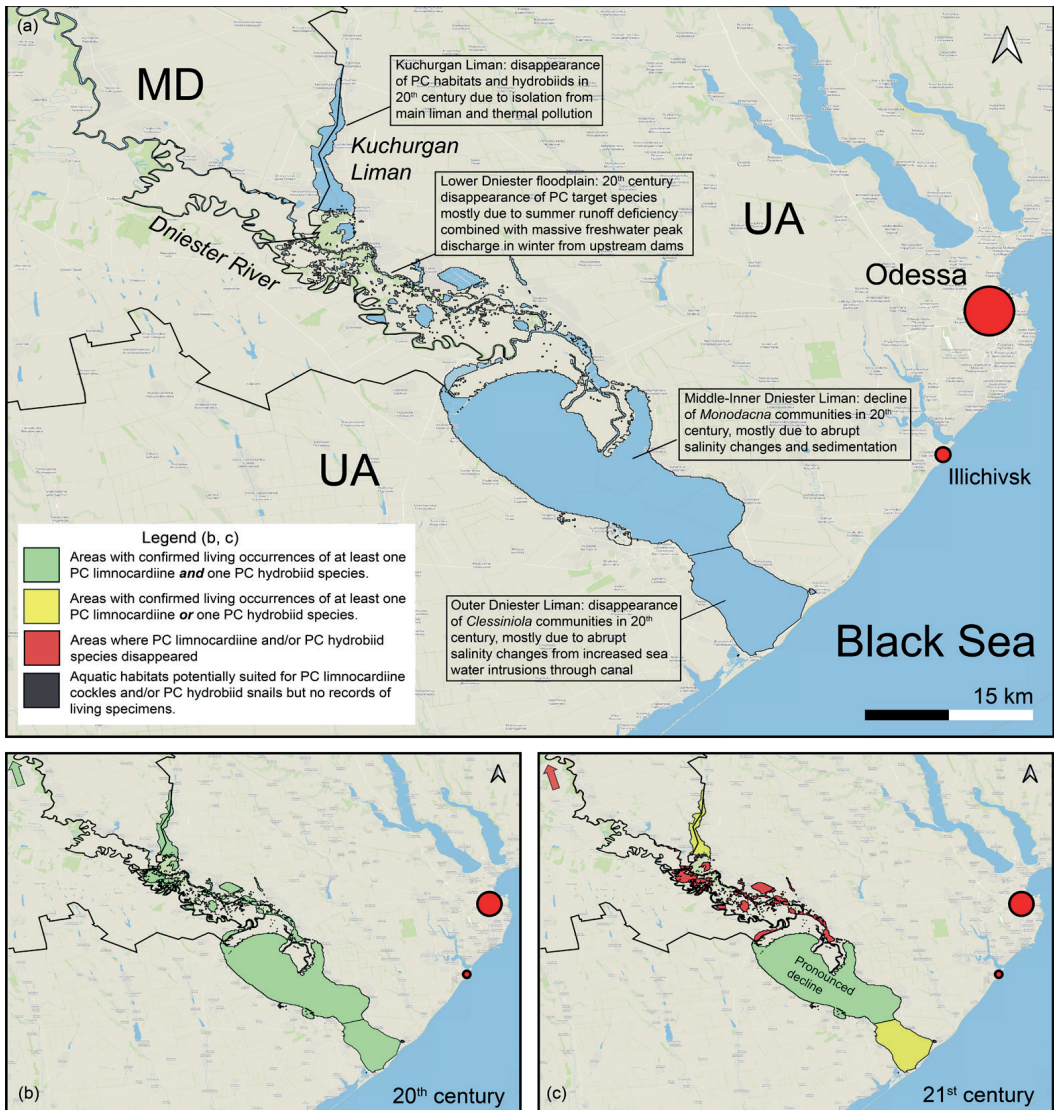 (a)
MD
Kuchurgan Liman: disappearance
of PC habitats and hydrobiids in
20th century due to isolation from
main liman and thermal pollution
Kuchurgan
Liman
Lower Dniester floodplain: 20th century
disappearance of PC target species
mostly due to summer runoff deficiency
combined with massive freshwater peak
discharge in winter from upstream dams
UA
Dniester River
Odessa
Middle-Inner Dniester Liman: decline
of Monodacna communities in 20th
century, mostly due to abrupt
salinity changes and sedimentation
Illichivsk
UA
Legend (b, c)
Areas with confirmed living occurrences of at least one
PC limnocardiine and one PC hydrobiid species.
Areas with confirmed living occurrences of at least one
PC limnocardiine or one PC hydrobiid species.
Areas where PC limnocardiine and/or PC hydrobiid
species disappeared
Aquatic habitats potentially suited for PC limnocardiine
cockles and/or PC hydrobiid snails but no records of
living specimens.
Outer Dniester Liman: disappearance
of Clessiniola communities in 20th
century, mostly due to abrupt
salinity changes from increased sea
water intrusions through canal
Black Sea
15 km
(b)
20th century
Pronounced
decline
(c)
21st century